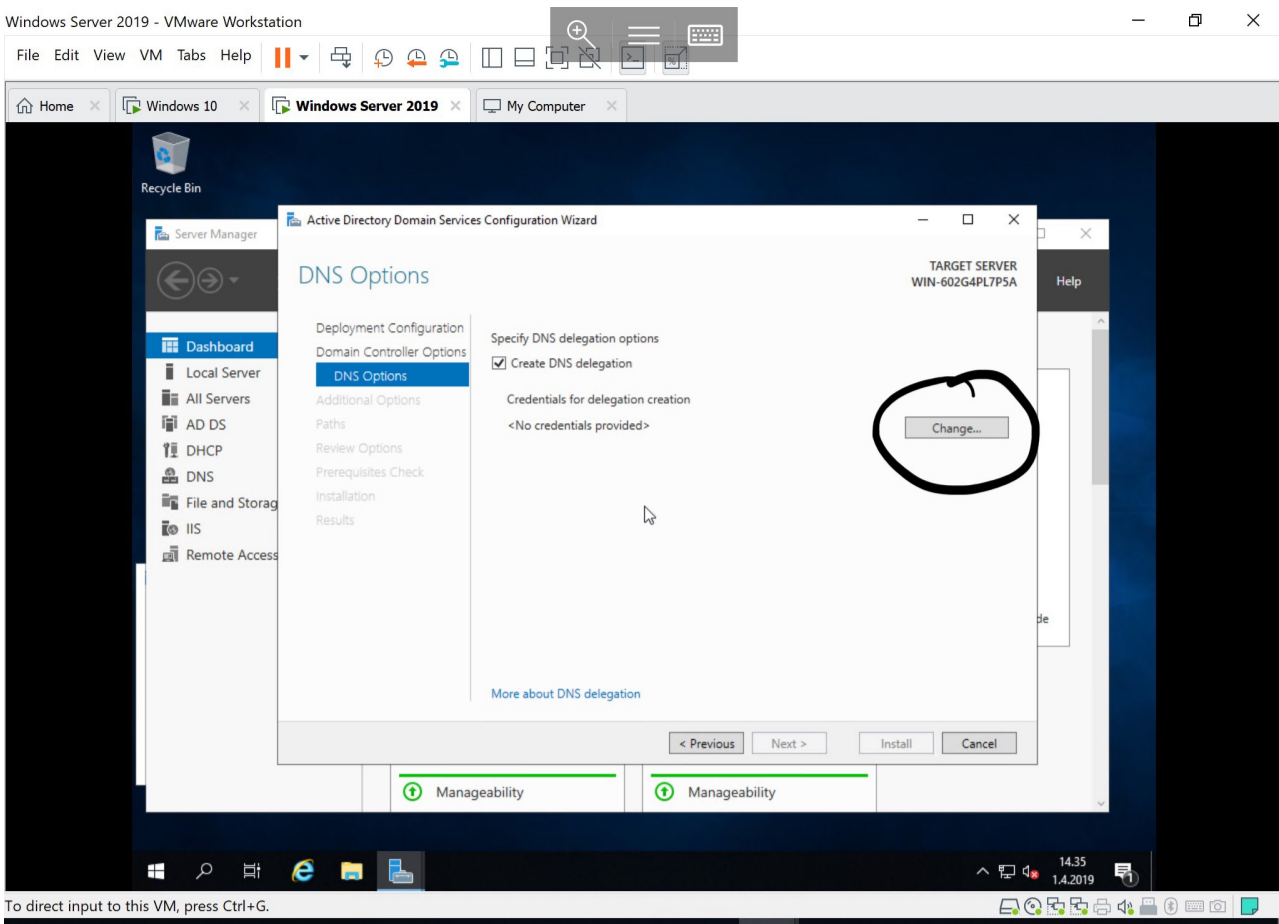 Windows Server 2019 - VMware Workstation
File Edit View VM Tabs Help
Home
Windows 10
Windows Server 2019
My Computer
Recycle Bin
Server Manager
Active Directory Domain Services Configuration Wizard
DNS Options
TARGET SERVER
WIN-602G4PL7P5A
Help
Dashboard
Local Server
All Servers
AD DS
DHCP
DNS
File and Storag
IIS
Remote Access
Deployment Configuration
Domain Controller Options
DNS Options
Additional Options
Paths
Review Options
Prerequisites Check
Installation
Results
Specify DNS delegation options
Create DNS delegation
Credentials for delegation creation
<No credentials provided>
Change...
de
More about DNS delegation
< Previous
Next >
Install
Cancel
Manageability
Manageability
14.35
1.4.2019
1
To direct input to this VM, press Ctrl+G.